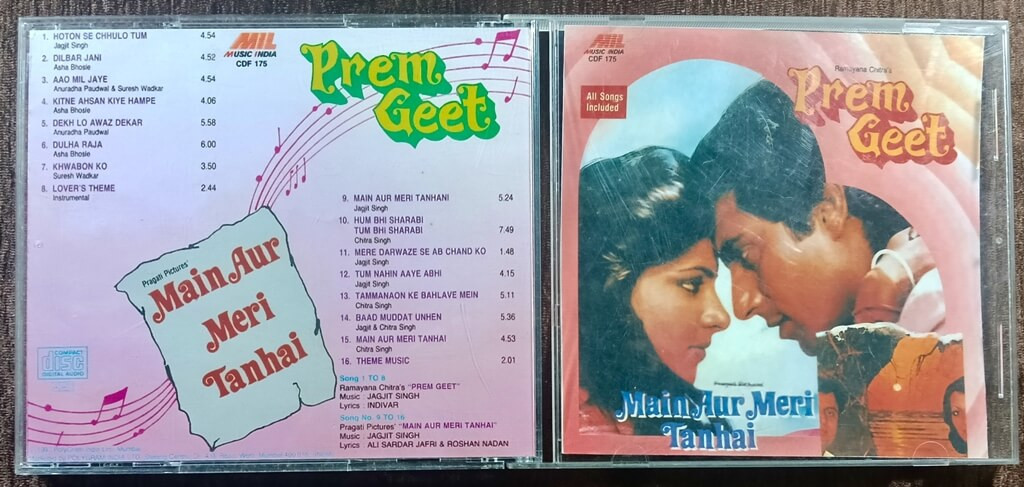 1. HOTON SE CHHULO TUM 4.54
Jagjit Singh
2. DILBAR JANI 4.52
Asha Bhosle
3. AAO MIL JAYE 4.54
Anuradha Paudwal & Suresh Wadkar
4. KITNE AHSAN KIYE HAMPE 4.06
Asha Bhosle
5. DEKH LO AWAZ DEKAR 5.58
Anuradha Paudwal
6. DULHA RAJA 6.00
Asha Bhosle
7. KHWABON KO 3.50
Suresh Wadkar
8. LOVER'S THEME 2.44
Instrumental
MIL
MUSIC INDIA
CDF 175
Prem
Geet
9. MAIN AUR MERI TANHANI 5.24
Jagjit Singh
10. HUM BHI SHARABI
TUM BHI SHARABI 7.49
Chitra Singh
11. MERE DARWAZE SE AB CHAND KO 1.48
Jagjit Singh
12. TUM NAHIN AAYE ABHI 4.15
Jagjit Singh
13. TAMMANAON KE BAHLAVE MEIN 5.11
Chitra Singh
14. BAAD MUDDAT UNHEN 5.36
Jagjit & Chitra Singh
15. MAIN AUR MERI TANHAI 4.53
Chitra Singh
16. THEME MUSIC 2.01
Song 1 TO 8
Ramayana Chitra's "PREM GEET"
Music : JAGJIT SINGH
Lyrics : INDIVAR
Song No. 9 TO 16
Pragati Pictures' "MAIN AUR MERI TANHAI"
Music : JAGJIT SINGH
Lyrics : ALI SARDAR JAFRI & ROSHAN NADAN
Pragati Pictures'
Main Aur
Meri
Tanhai
COMPACT
disc
DIGITAL AUDIO
MIL
MUSIC INDIA
CDF 175
All Songs
Included
Ramayana Chitra's
Prem
Geet
Main Aur Meri
Tanhai